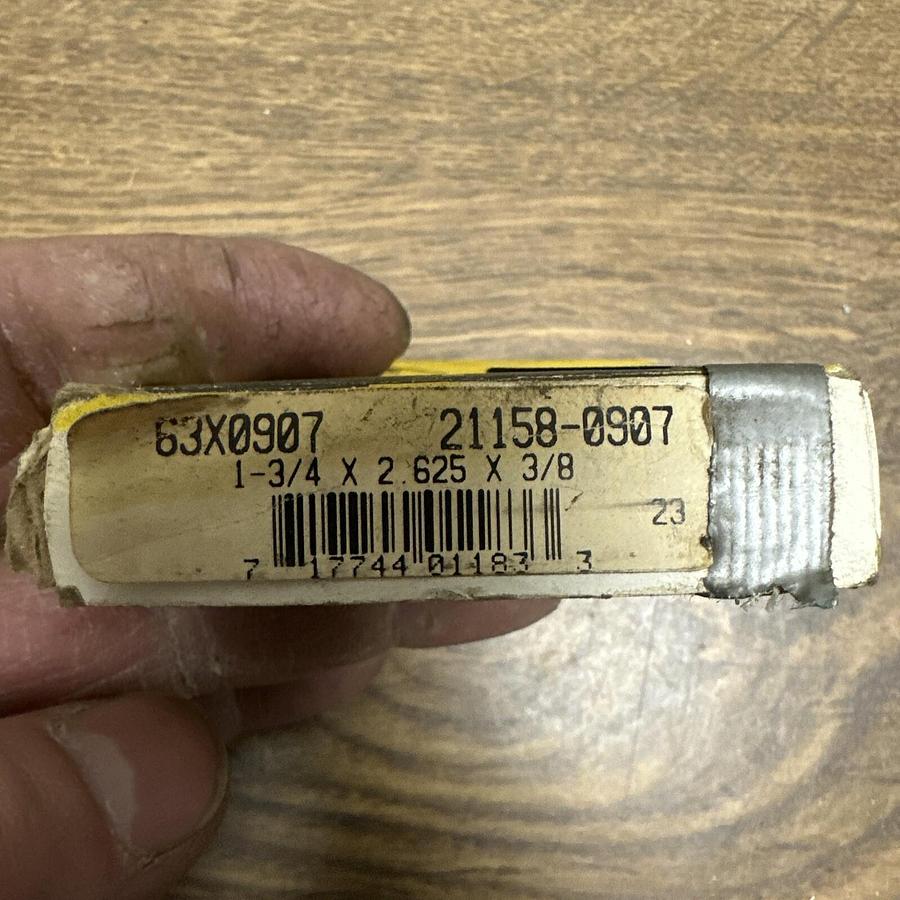 63X0907 21158-0907
1-3/4 X 2.625 X 3/8
23
7 17744 01183 3